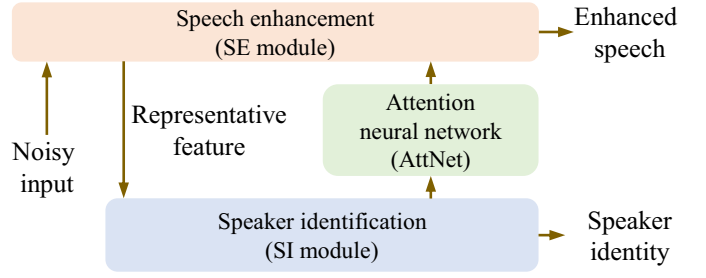 Speech enhancement
(SE module)
Enhanced
speech
Noisy
input
Representative
feature
Attention
neural network
(AttNet)
Speaker identification
(SI module)
Speaker
identity